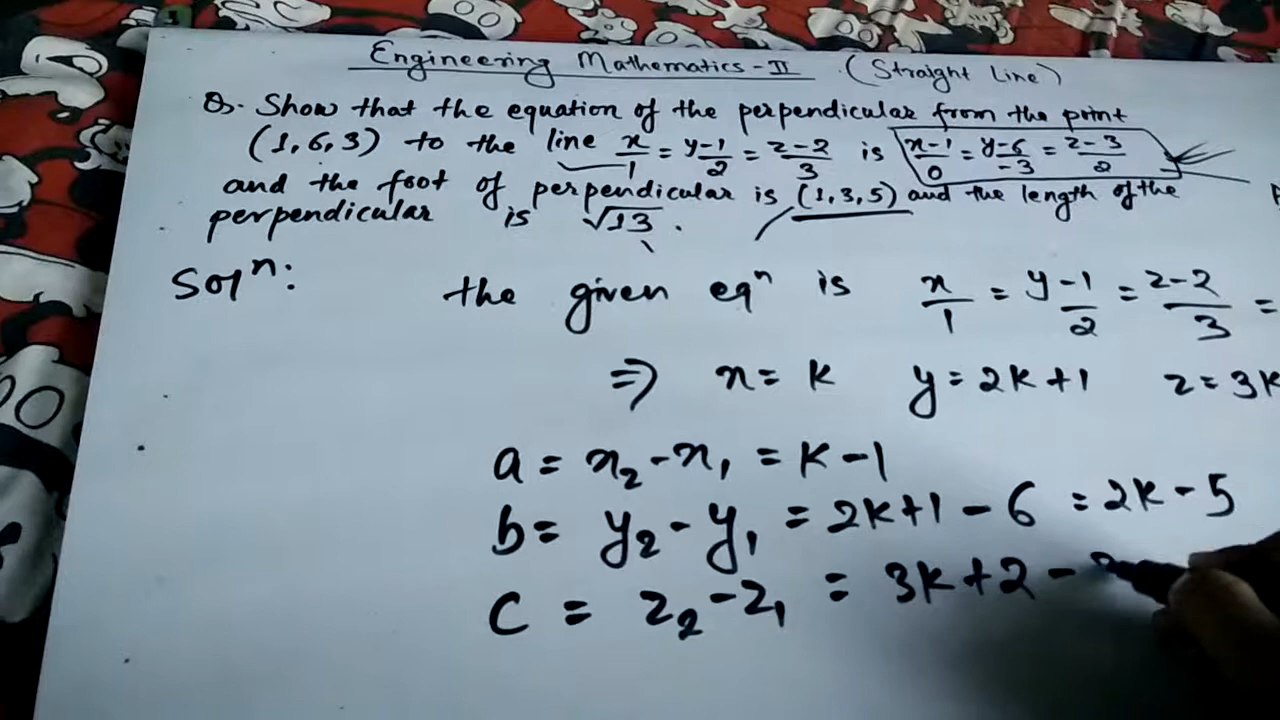 Engineering Mathematics-II (Straight Line)
Q. Show that the equation of the perpendicular from the point
(1,6,3) to the line x/1 = y-1/2 = z-2/3 is x-1/0 = y-6/-3 = z-3/2
and the foot of perpendicular is (1,3,5) and the length of the
perpendicular is √13.
Solⁿ: the given eqⁿ is x/1 = y-1/2 = z-2/3 =
⇒ x = k y = 2k+1 z = 3k
a = x₂-x₁ = k-1
b = y₂-y₁ = 2k+1-6 = 2k-5
c = z₂-z₁ = 3k+2-